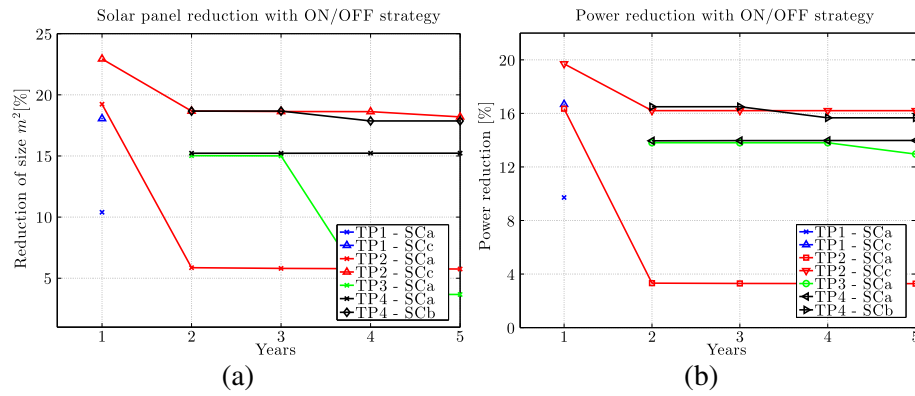 Solar panel reduction with ON/OFF strategy
Reduction of size m²[%]
25
20
15
10
5
1 2 3 4 5
Years
TP1 - SCa
TP1 - SCc
TP2 - SCa
TP2 - SCc
TP3 - SCa
TP4 - SCa
TP4 - SCb
(a)
Power reduction with ON/OFF strategy
Power reduction [%]
20
16
12
8
4
0
1 2 3 4 5
Years
TP1 - SCa
TP1 - SCc
TP2 - SCa
TP2 - SCc
TP3 - SCa
TP4 - SCa
TP4 - SCb
(b)